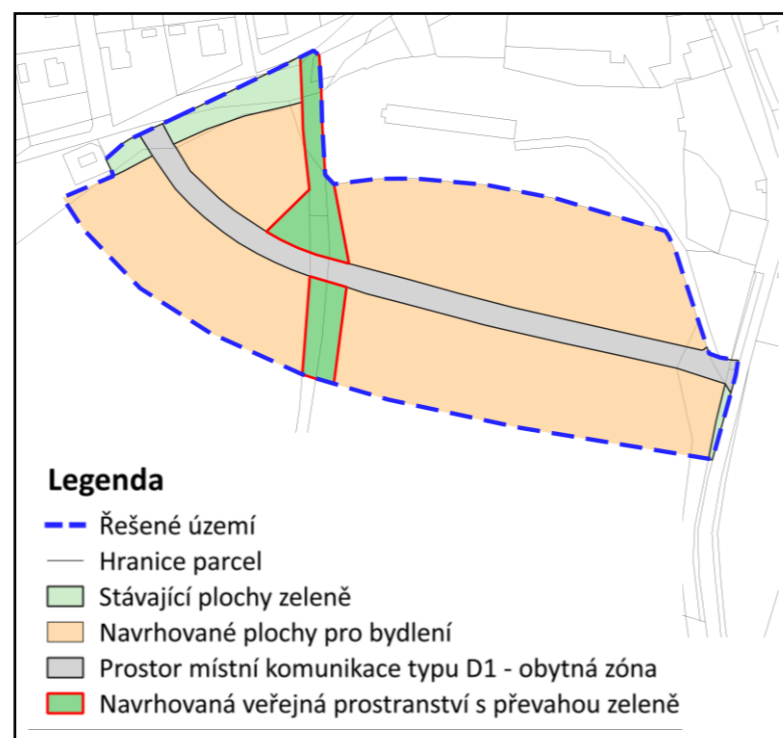 Legenda
Řešené území
Hranice parcel
Stávající plochy zeleně
Navrhované plochy pro bydlení
Prostor místní komunikace typu D1 - obytná zóna
Navrhovaná veřejná prostranství s převahou zeleně